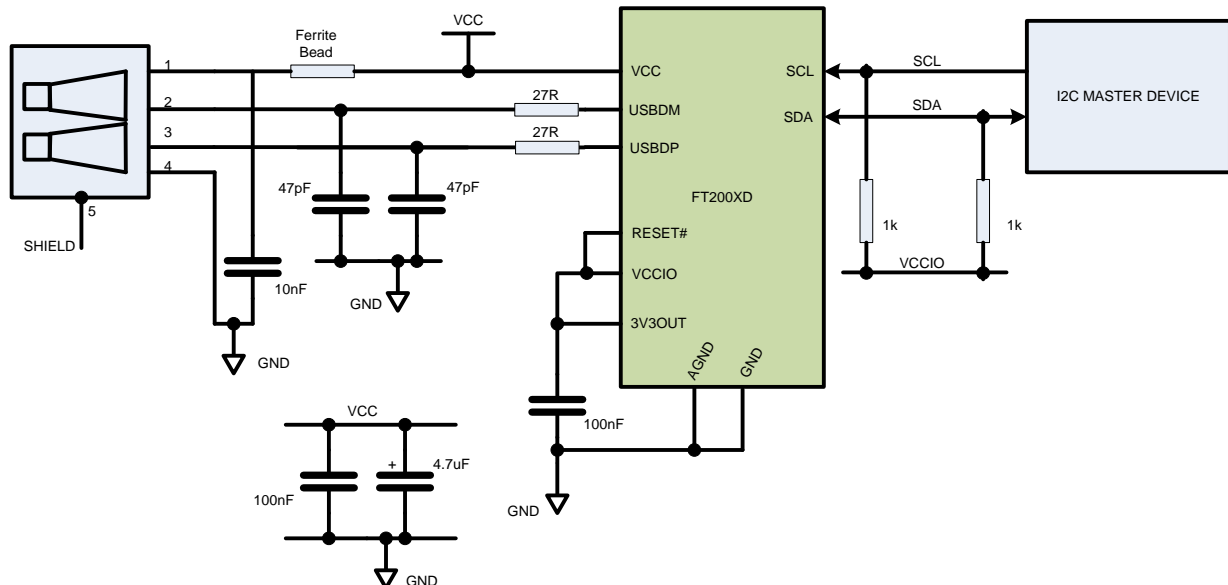 Ferrite
Bead
VCC
1
2
3
4
5
SHIELD
27R
27R
47pF
47pF
10nF
GND
GND
VCC
USBDM
USBDP
FT200XD
RESET#
VCCIO
3V3OUT
AGND
GND
SCL
SDA
SCL
SDA
I2C MASTER DEVICE
1k
1k
VCCIO
100nF
GND
VCC
100nF
+
4.7uF
GND